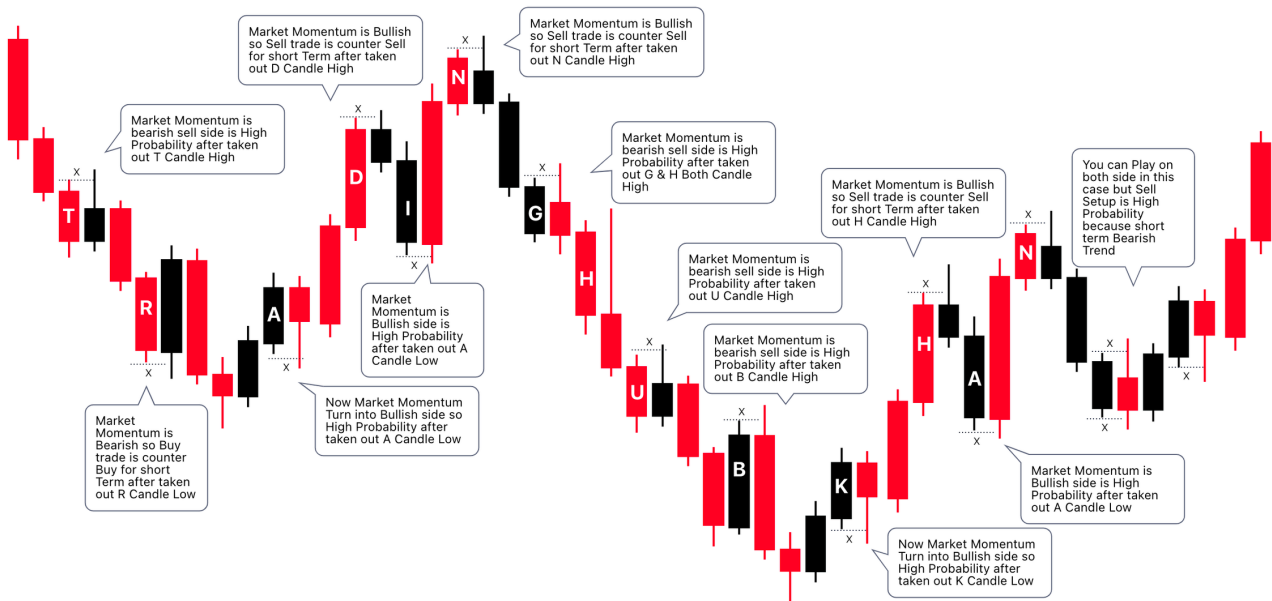 Market Momentum is Bullish
so Sell trade is counter Sell
for short Term after taken
out D Candle High
Market Momentum is Bullish
so Sell trade is counter Sell
for short Term after taken
out N Candle High
Market Momentum is
bearish sell side is High
Probability after taken
out T Candle High
Market Momentum is
bearish sell side is High
Probability after taken
out G & H Both Candle
High
You can Play on
both side in this
case but Sell
Setup is High
Probability
because short
term Bearish
Trend
Market Momentum is Bullish
so Sell trade is counter Sell
for short Term after taken
out H Candle High
Market Momentum is
bearish sell side is High
Probability after taken
out U Candle High
Market
Momentum is
Bullish side is
High Probability
after taken out A
Candle Low
Market Momentum is
bearish sell side is High
Probability after taken
out B Candle High
Now Market Momentum
Turn into Bullish side so
High Probability after
taken out A Candle Low
Market
Momentum is
Bearish so Buy
trade is counter
Buy for short
Term after taken
out R Candle Low
Market Momentum is
Bullish side is High
Probability after taken
out A Candle Low
Now Market Momentum
Turn into Bullish side so
High Probability after
taken out K Candle Low
X
T
R
X
A
X
X
D
I
X
X
N
X
G
H
X
U
X
B
K
X
X
H
A
X
X
N
X
X
X